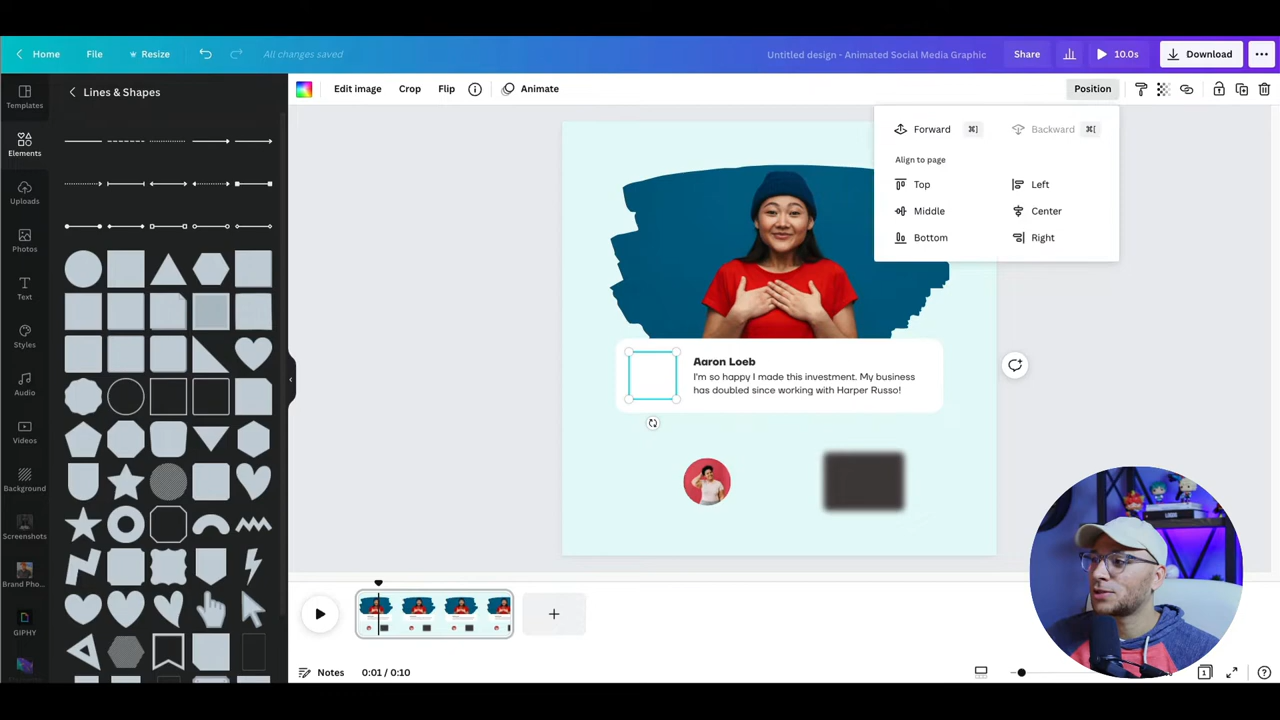 Home
File
Resize
All changes saved
Untitled design - Animated Social Media Graphic
Share
10.0s
Download
Templates
Elements
Uploads
Photos
Text
Styles
Audio
Videos
Background
Screenshots
Brand Pho...
GIPHY
Lines & Shapes
Edit image
Crop
Flip
Animate
Position
Forward
⌘]
Backward
⌘[
Align to page
Top
Left
Middle
Center
Bottom
Right
Aaron Loeb
I'm so happy I made this investment. My business
has doubled since working with Harper Russo!
Notes
0:01 / 0:10
1